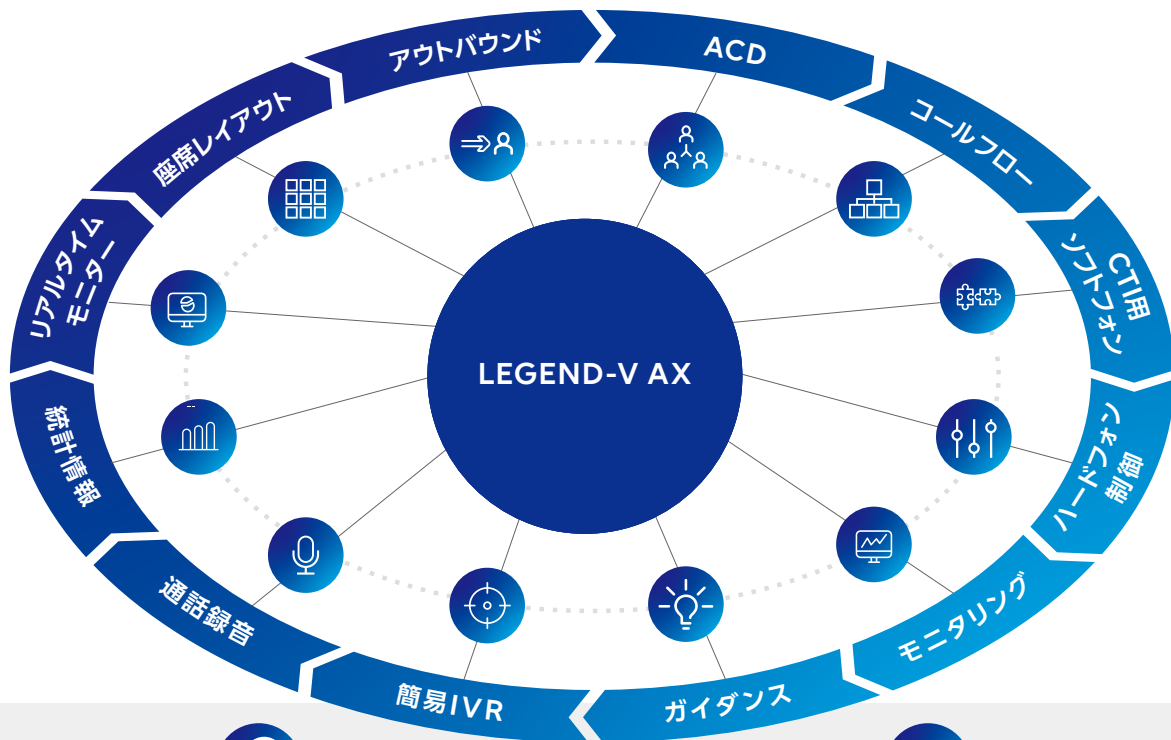 アウトバウンド
ACD
コールフロー
CTI用
ソフトフォン
ハードフォン
制御
モニタリング
ガイダンス
簡易IVR
通話録音
統計情報
リアルタイム
モニター
座席レイアウト
LEGEND-V AX